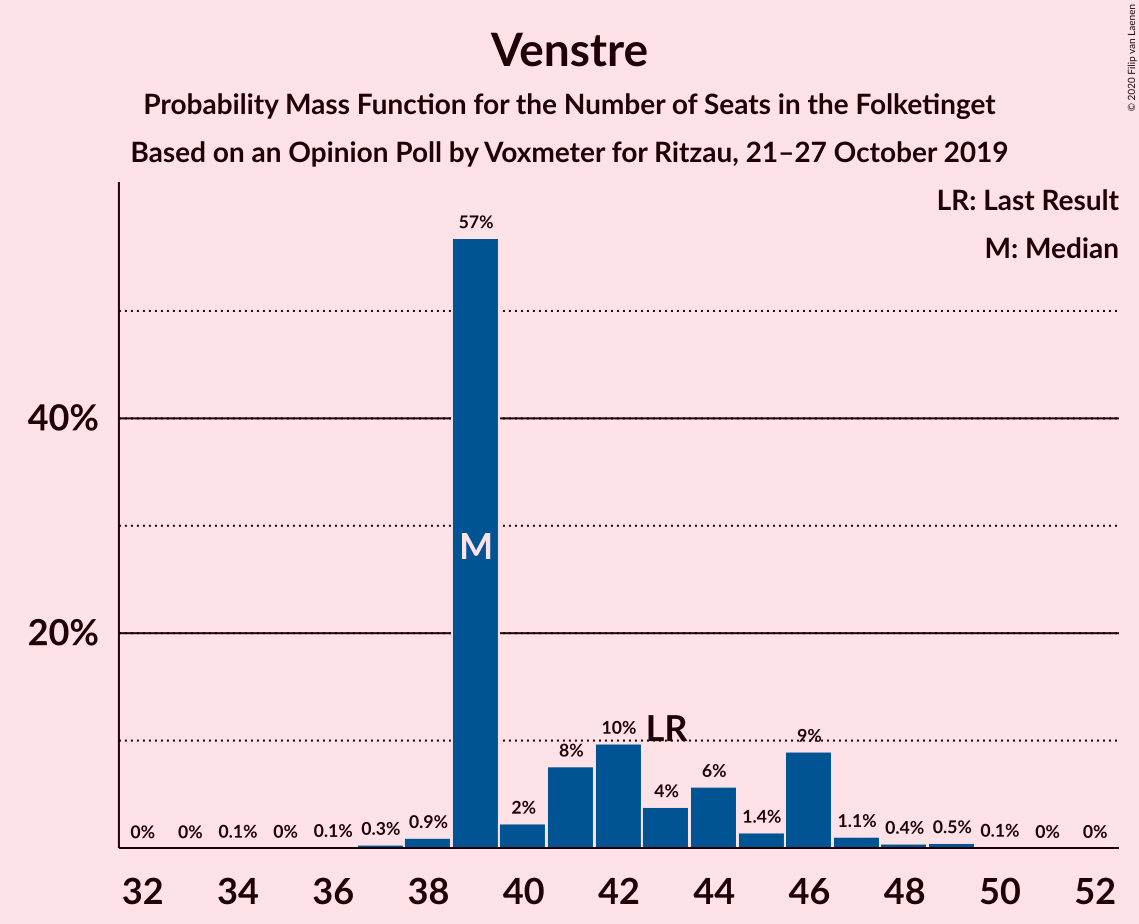 Venstre
Probability Mass Function for the Number of Seats in the Folketinget
Based on an Opinion Poll by Voxmeter for Ritzau, 21–27 October 2019
© 2020 Filip van Laenen
LR: Last Result
M: Median
57%
40%
M
20%
10% LR
8% 9%
6%
4%
2% 1.4%
0% 0% 0.1% 0% 0.1% 0.3% 0.9% 1.1% 0.4% 0.5% 0.1% 0% 0%
32 34 36 38 40 42 44 46 48 50 52